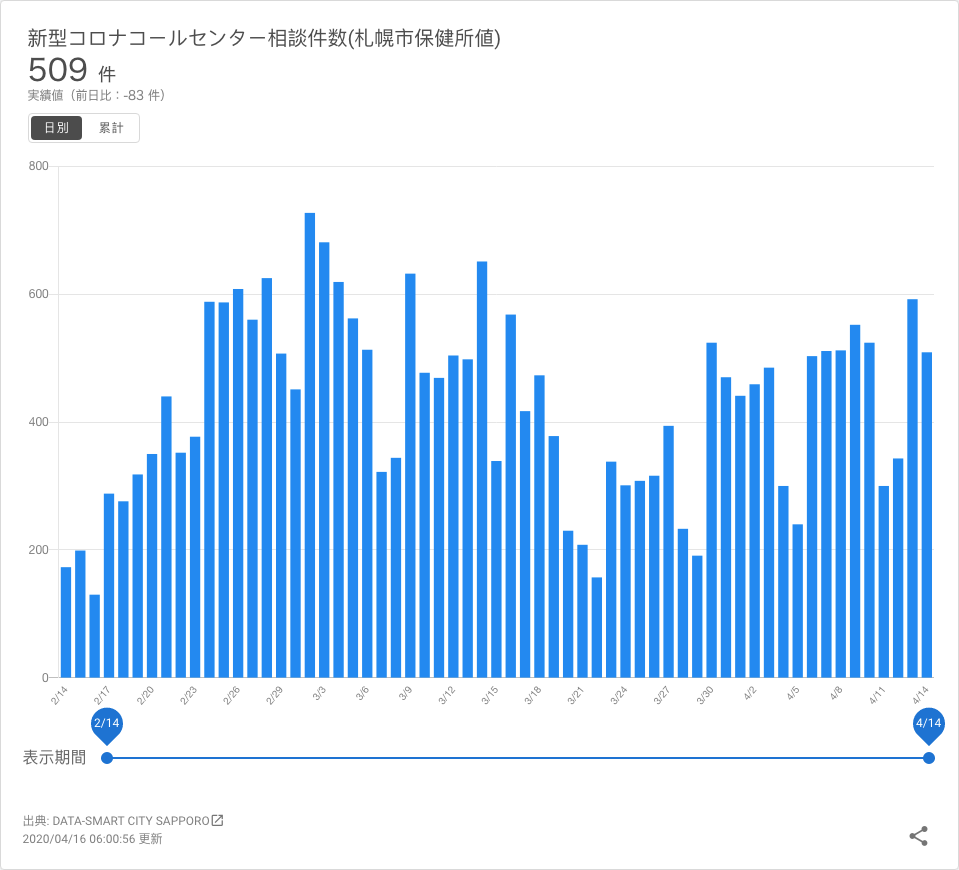 新型コロナコールセンター相談件数(札幌市保健所値)
509 件
実績値（前日比：-83 件）
日別 累計
800
600
400
200
0
2/14 2/17 2/20 2/23 2/26 2/29 3/3 3/6 3/9 3/12 3/15 3/18 3/21 3/24 3/27 3/30 4/2 4/5 4/8 4/11 4/14
2/14 4/14
表示期間
出典: DATA-SMART CITY SAPPORO
2020/04/16 06:00:56 更新